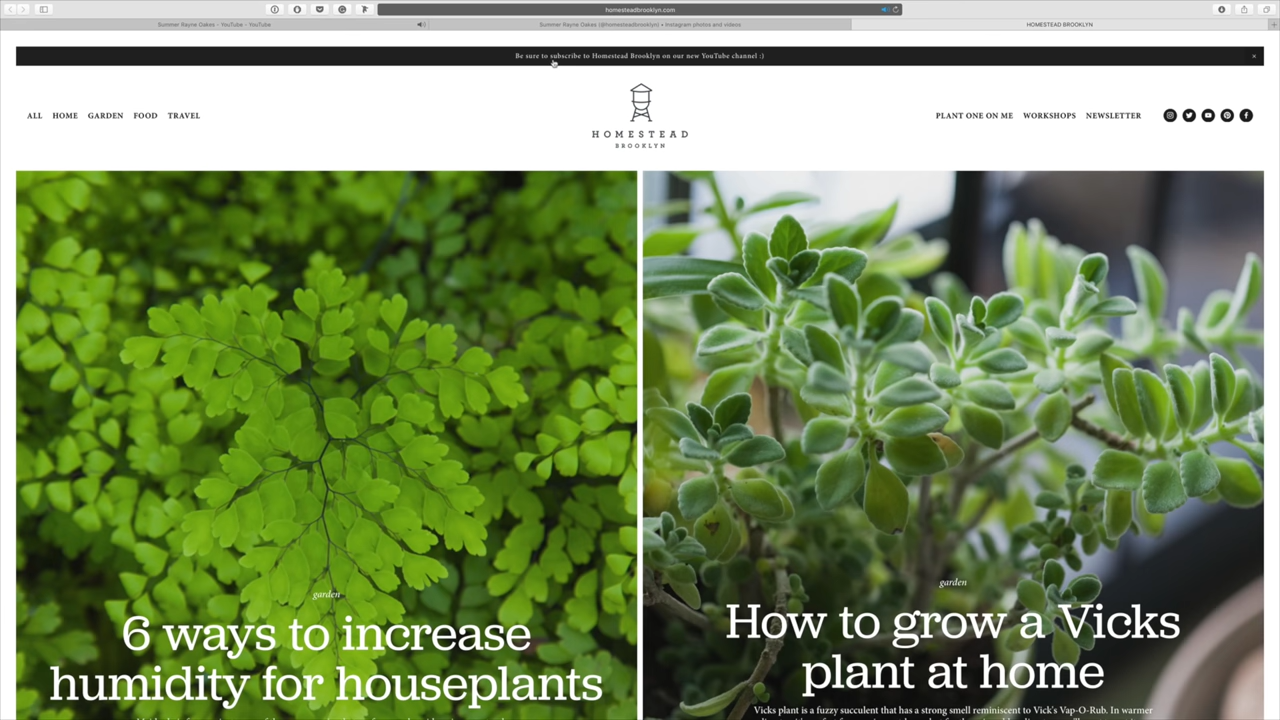 homesteadbrooklyn.com
Summer Rayne Oakes - YouTube - YouTube
Summer Rayne Oakes (@homesteadbrooklyn) • Instagram photos and videos
HOMESTEAD BROOKLYN
Be sure to subscribe to Homestead Brooklyn on our new YouTube channel :)
ALL HOME GARDEN FOOD TRAVEL
HOMESTEAD
BROOKLYN
PLANT ONE ON ME WORKSHOPS NEWSLETTER
garden
6 ways to increase
humidity for houseplants
garden
How to grow a Vicks
plant at home
Vicks plant is a fuzzy succulent that has a strong smell reminiscent to Vick's Vap-O-Rub. In warmer